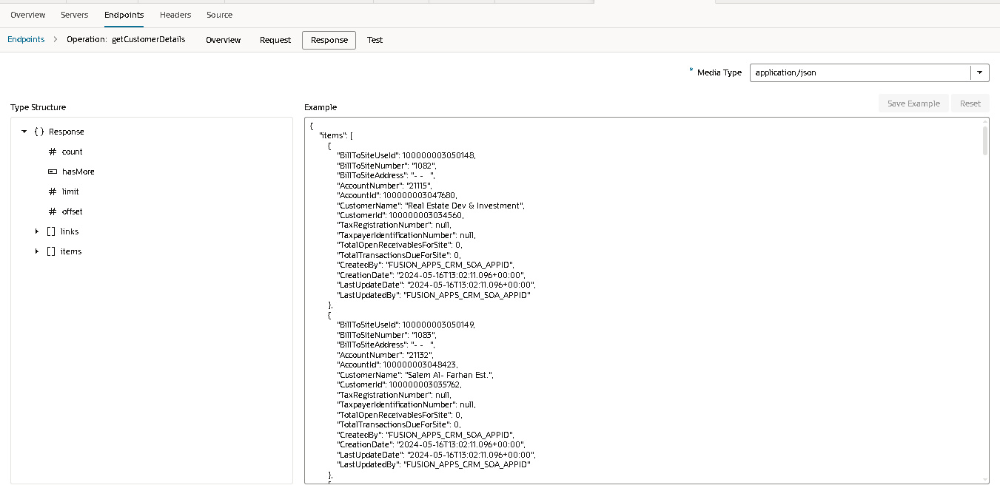 Overview Servers Endpoints Headers Source
Endpoints > Operation: getCustomerDetails Overview Request Response Test
* Media Type application/json
Save Example Reset
Type Structure
Response
count
hasMore
limit
offset
[] links
[] items
Example
{
"items": [
{
"BillToSiteUseId": 100000003050148,
"BillToSiteNumber": "1082",
"BillToSiteAddress": "- -   ",
"AccountNumber": "21115",
"AccountId": 100000003047680,
"CustomerName": "Real Estate Dev & Investment",
"CustomerId": 100000003034560,
"TaxRegistrationNumber": null,
"TaxpayerIdentificationNumber": null,
"TotalOpenReceivablesForSite": 0,
"TotalTransactionsDueForSite": 0,
"CreatedBy": "FUSION_APPS_CRM_SOA_APPID",
"CreationDate": "2024-05-16T13:02:11.096+00:00",
"LastUpdateDate": "2024-05-16T13:02:11.096+00:00",
"LastUpdatedBy": "FUSION_APPS_CRM_SOA_APPID"
},
{
"BillToSiteUseId": 100000003050149,
"BillToSiteNumber": "1083",
"BillToSiteAddress": "- -   ",
"AccountNumber": "21132",
"AccountId": 100000003048423,
"CustomerName": "Salem Al- Farhan Est.",
"CustomerId": 100000003035762,
"TaxRegistrationNumber": null,
"TaxpayerIdentificationNumber": null,
"TotalOpenReceivablesForSite": 0,
"TotalTransactionsDueForSite": 0,
"CreatedBy": "FUSION_APPS_CRM_SOA_APPID",
"CreationDate": "2024-05-16T13:02:11.096+00:00",
"LastUpdateDate": "2024-05-16T13:02:11.096+00:00",
"LastUpdatedBy": "FUSION_APPS_CRM_SOA_APPID"
},